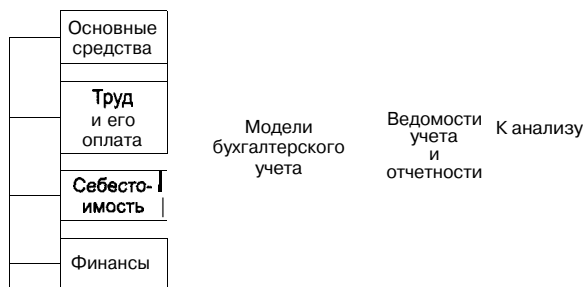 Основные
средства
Труд
и его
оплата
Себесто-
имость
Финансы
Модели
бухгалтерского
учета
Ведомости
учета
и
отчетности
К анализу